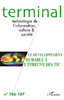 terminal
technologie de
l'information,
culture &
société
LE DÉVELOPPEMENT
DURABLE À
L'ÉPREUVE DES TIC
n° 106-107